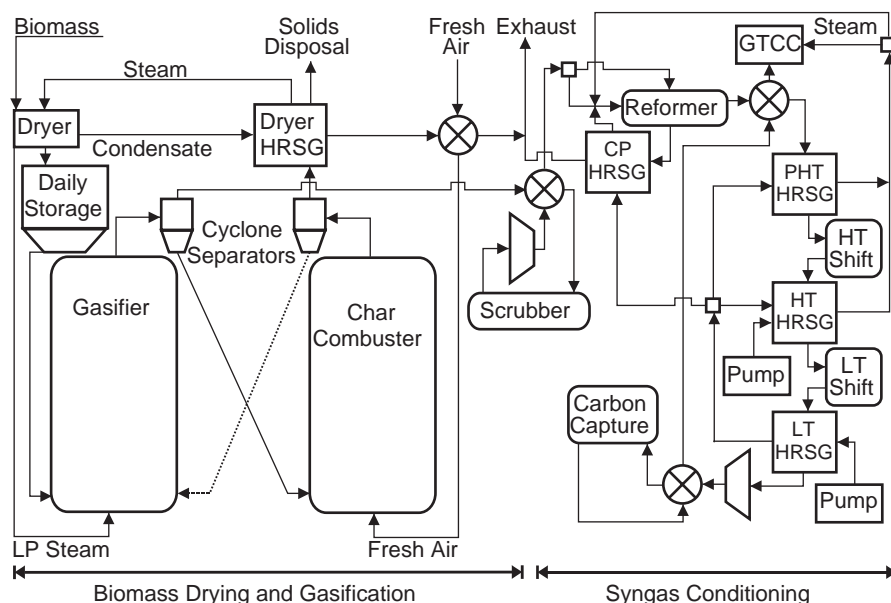 Biomass
Solids
Disposal
Fresh
Air
Exhaust
GTCC
Steam
Steam
Dryer
Condensate
Dryer
HRSG
Reformer
CP
HRSG
PHT
HRSG
Daily
Storage
Cyclone
Separators
HT
Shift
Gasifier
Char
Combuster
Scrubber
HT
HRSG
Pump
LT
Shift
Carbon
Capture
LT
HRSG
Pump
LP Steam
Fresh Air
Biomass Drying and Gasification
Syngas Conditioning